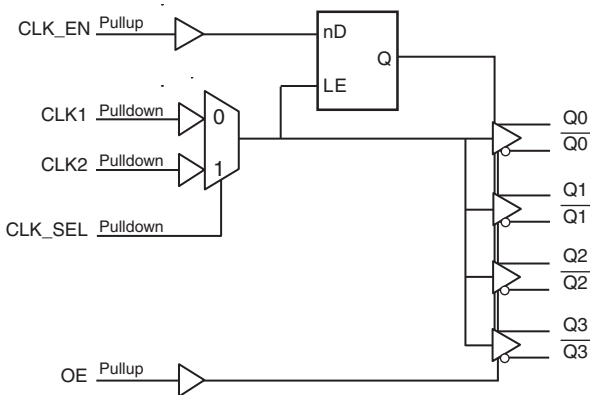 CLK_EN Pullup
nD
Q
LE
CLK1 Pulldown
0
CLK2 Pulldown
1
CLK_SEL Pulldown
Q0
Q0
Q1
Q1
Q2
Q2
Q3
Q3
OE Pullup